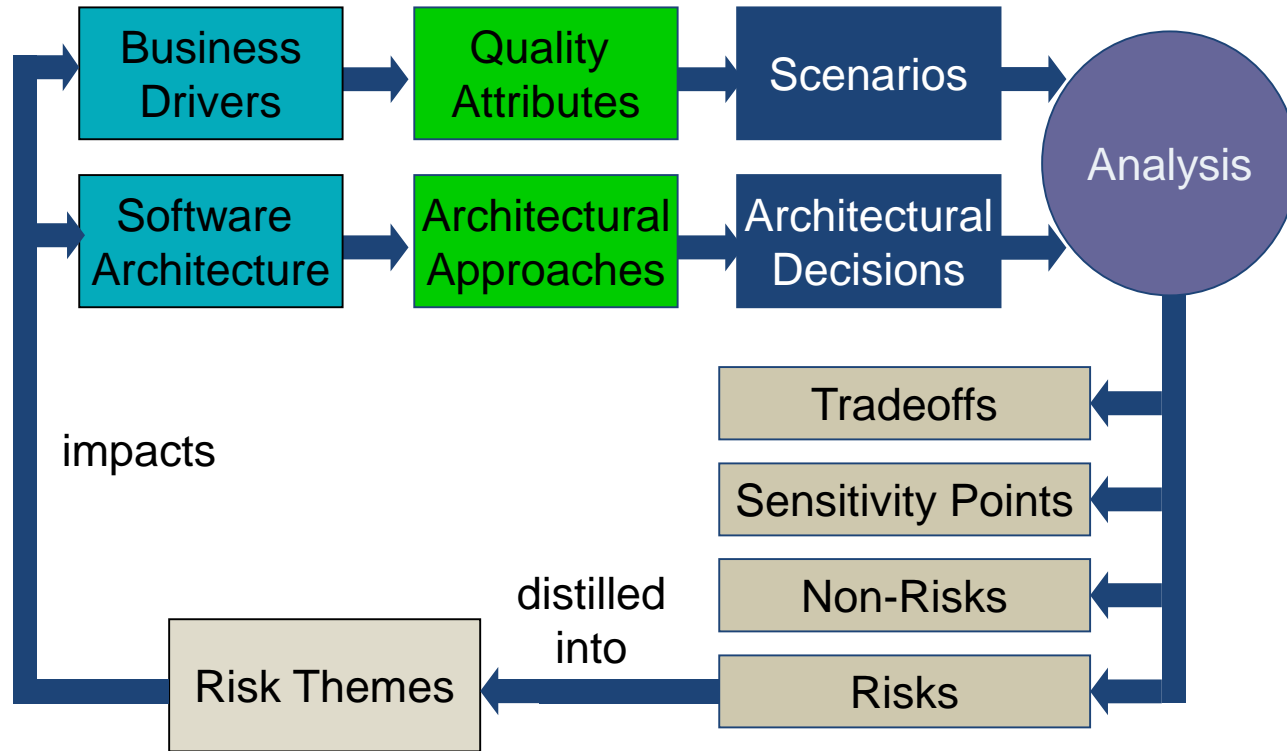 Business
Drivers
Quality
Attributes
Scenarios
Analysis
Software
Architecture
Architectural
Approaches
Architectural
Decisions
Tradeoffs
impacts
Sensitivity Points
Non-Risks
distilled
into
Risk Themes
Risks